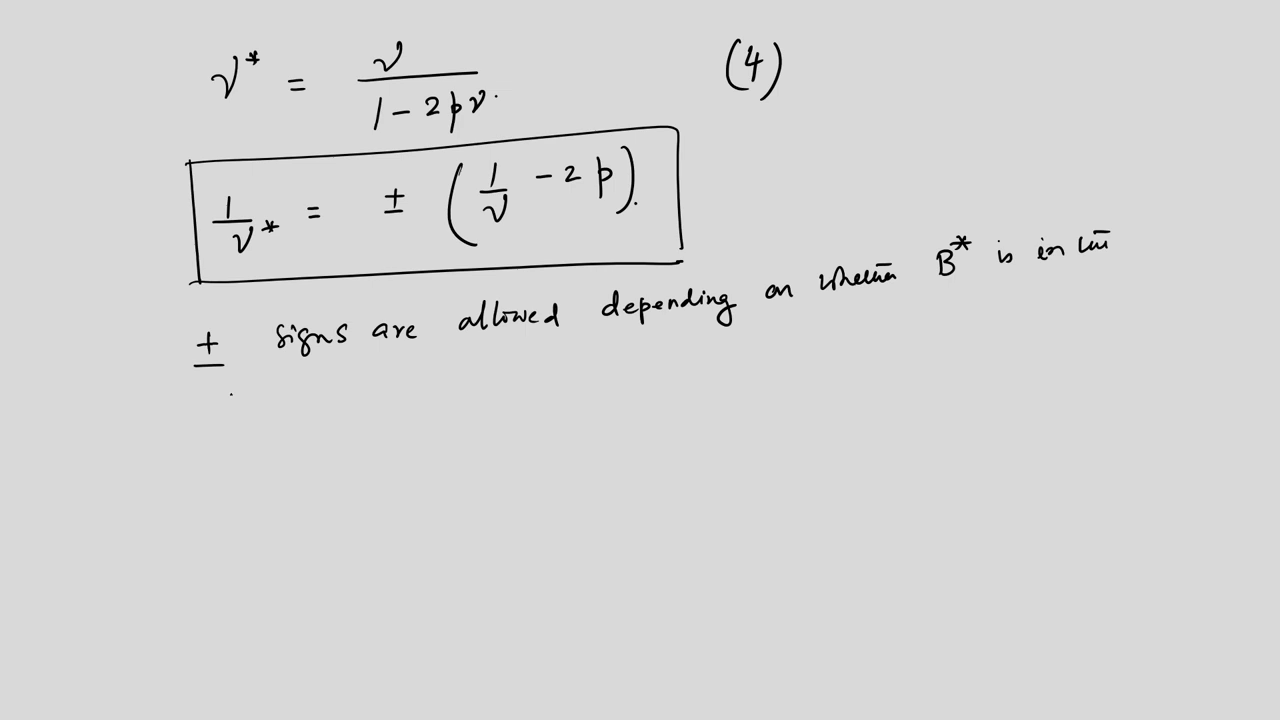 ν* = ν / (1 − 2pν) (4)
1/ν* = ± (1/ν − 2p).
± signs are allowed depending on whether B* is in the